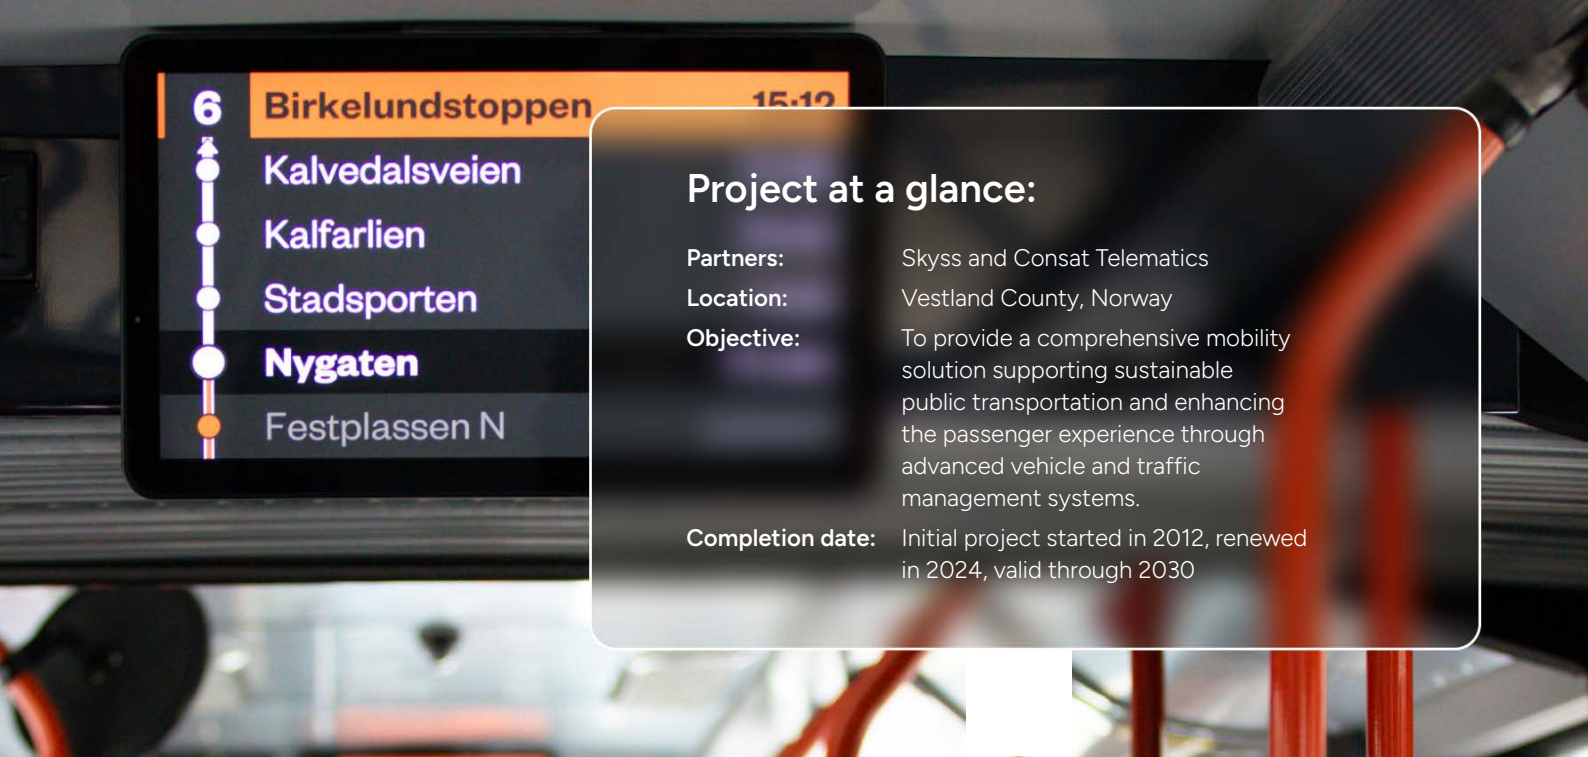 6 Birkelundstoppen 15:12
Kalvedalsveien
Kalfarlien
Stadsporten
Nygaten
Festplassen N
Project at a glance:
Partners: Skyss and Consat Telematics
Location: Vestland County, Norway
Objective: To provide a comprehensive mobility
solution supporting sustainable
public transportation and enhancing
the passenger experience through
advanced vehicle and traffic
management systems.
Completion date: Initial project started in 2012, renewed
in 2024, valid through 2030